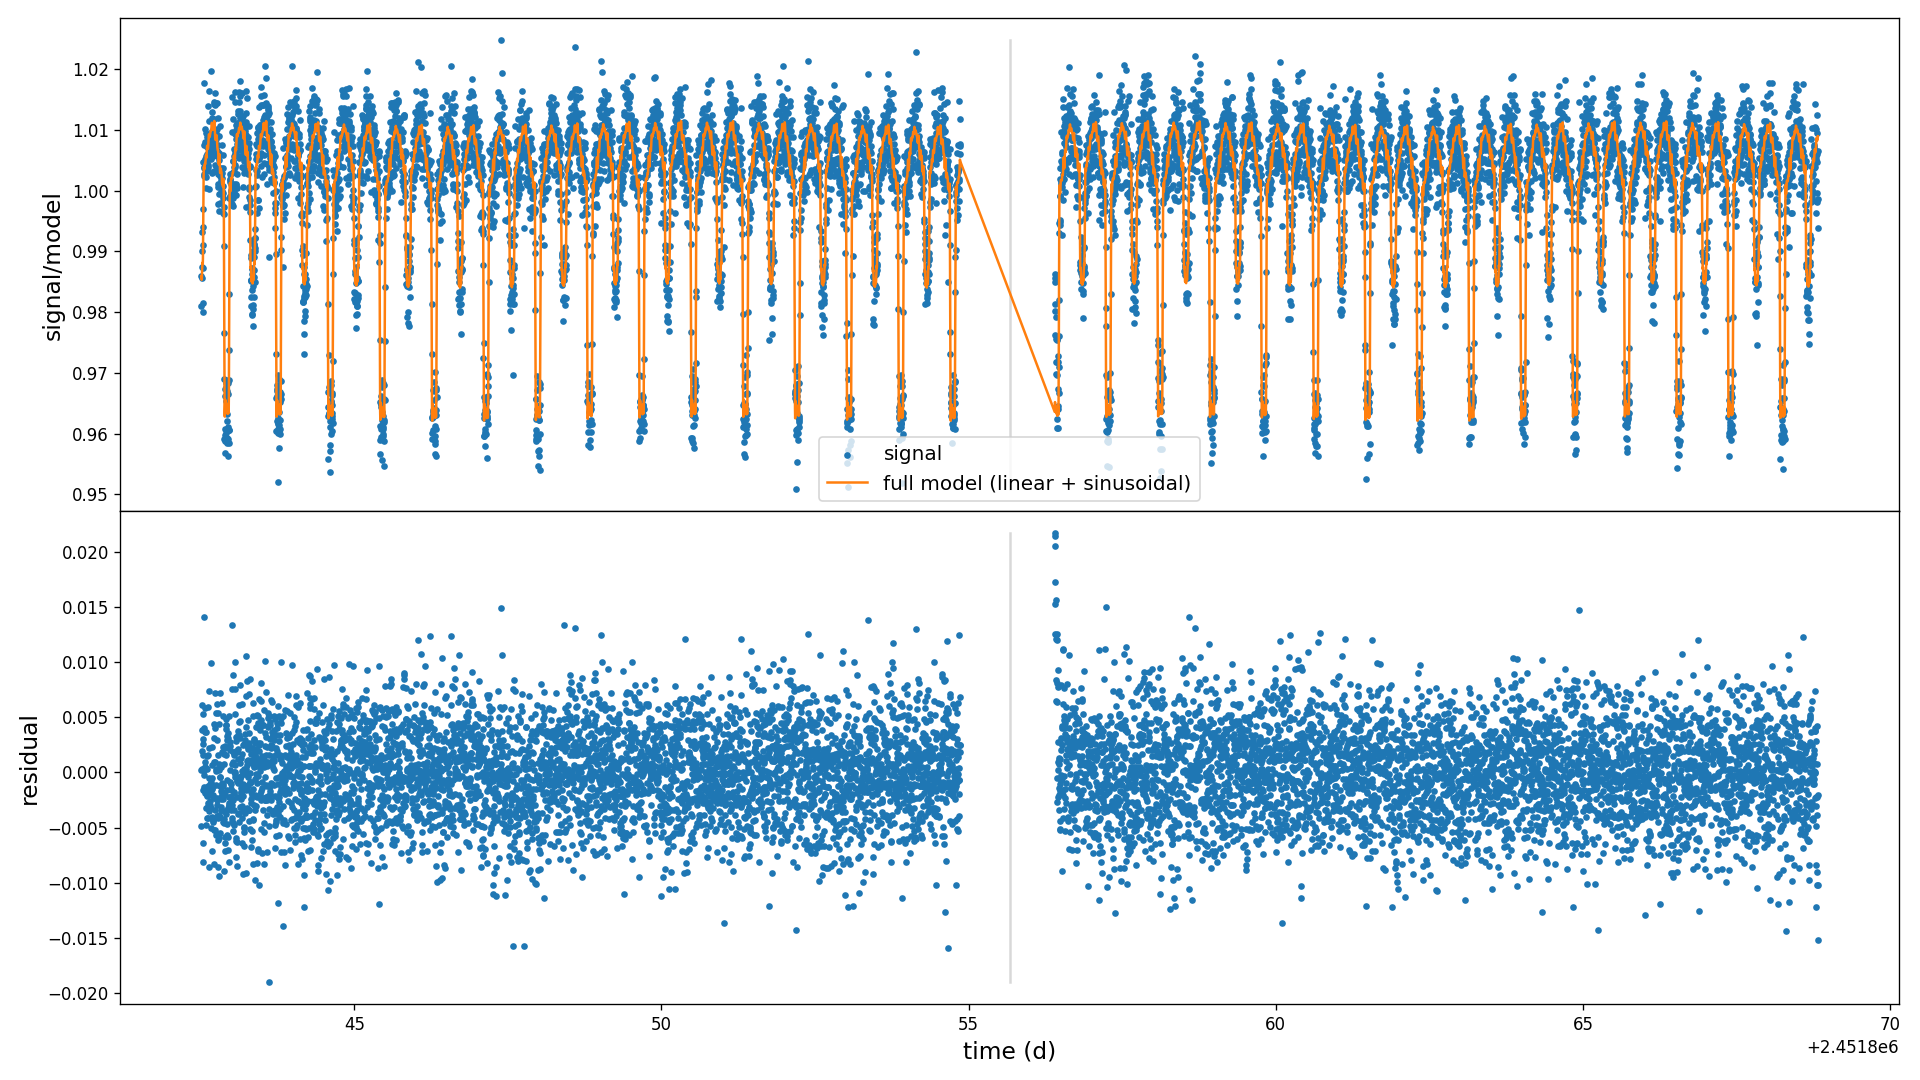 1.02
1.01
1.00
0.99
0.98
0.97
0.96
0.95
signal/model
signal
full model (linear + sinusoidal)
0.020
0.015
0.010
0.005
0.000
−0.005
−0.010
−0.015
−0.020
residual
45 50 55 60 65 70
time (d)
+2.4518e6